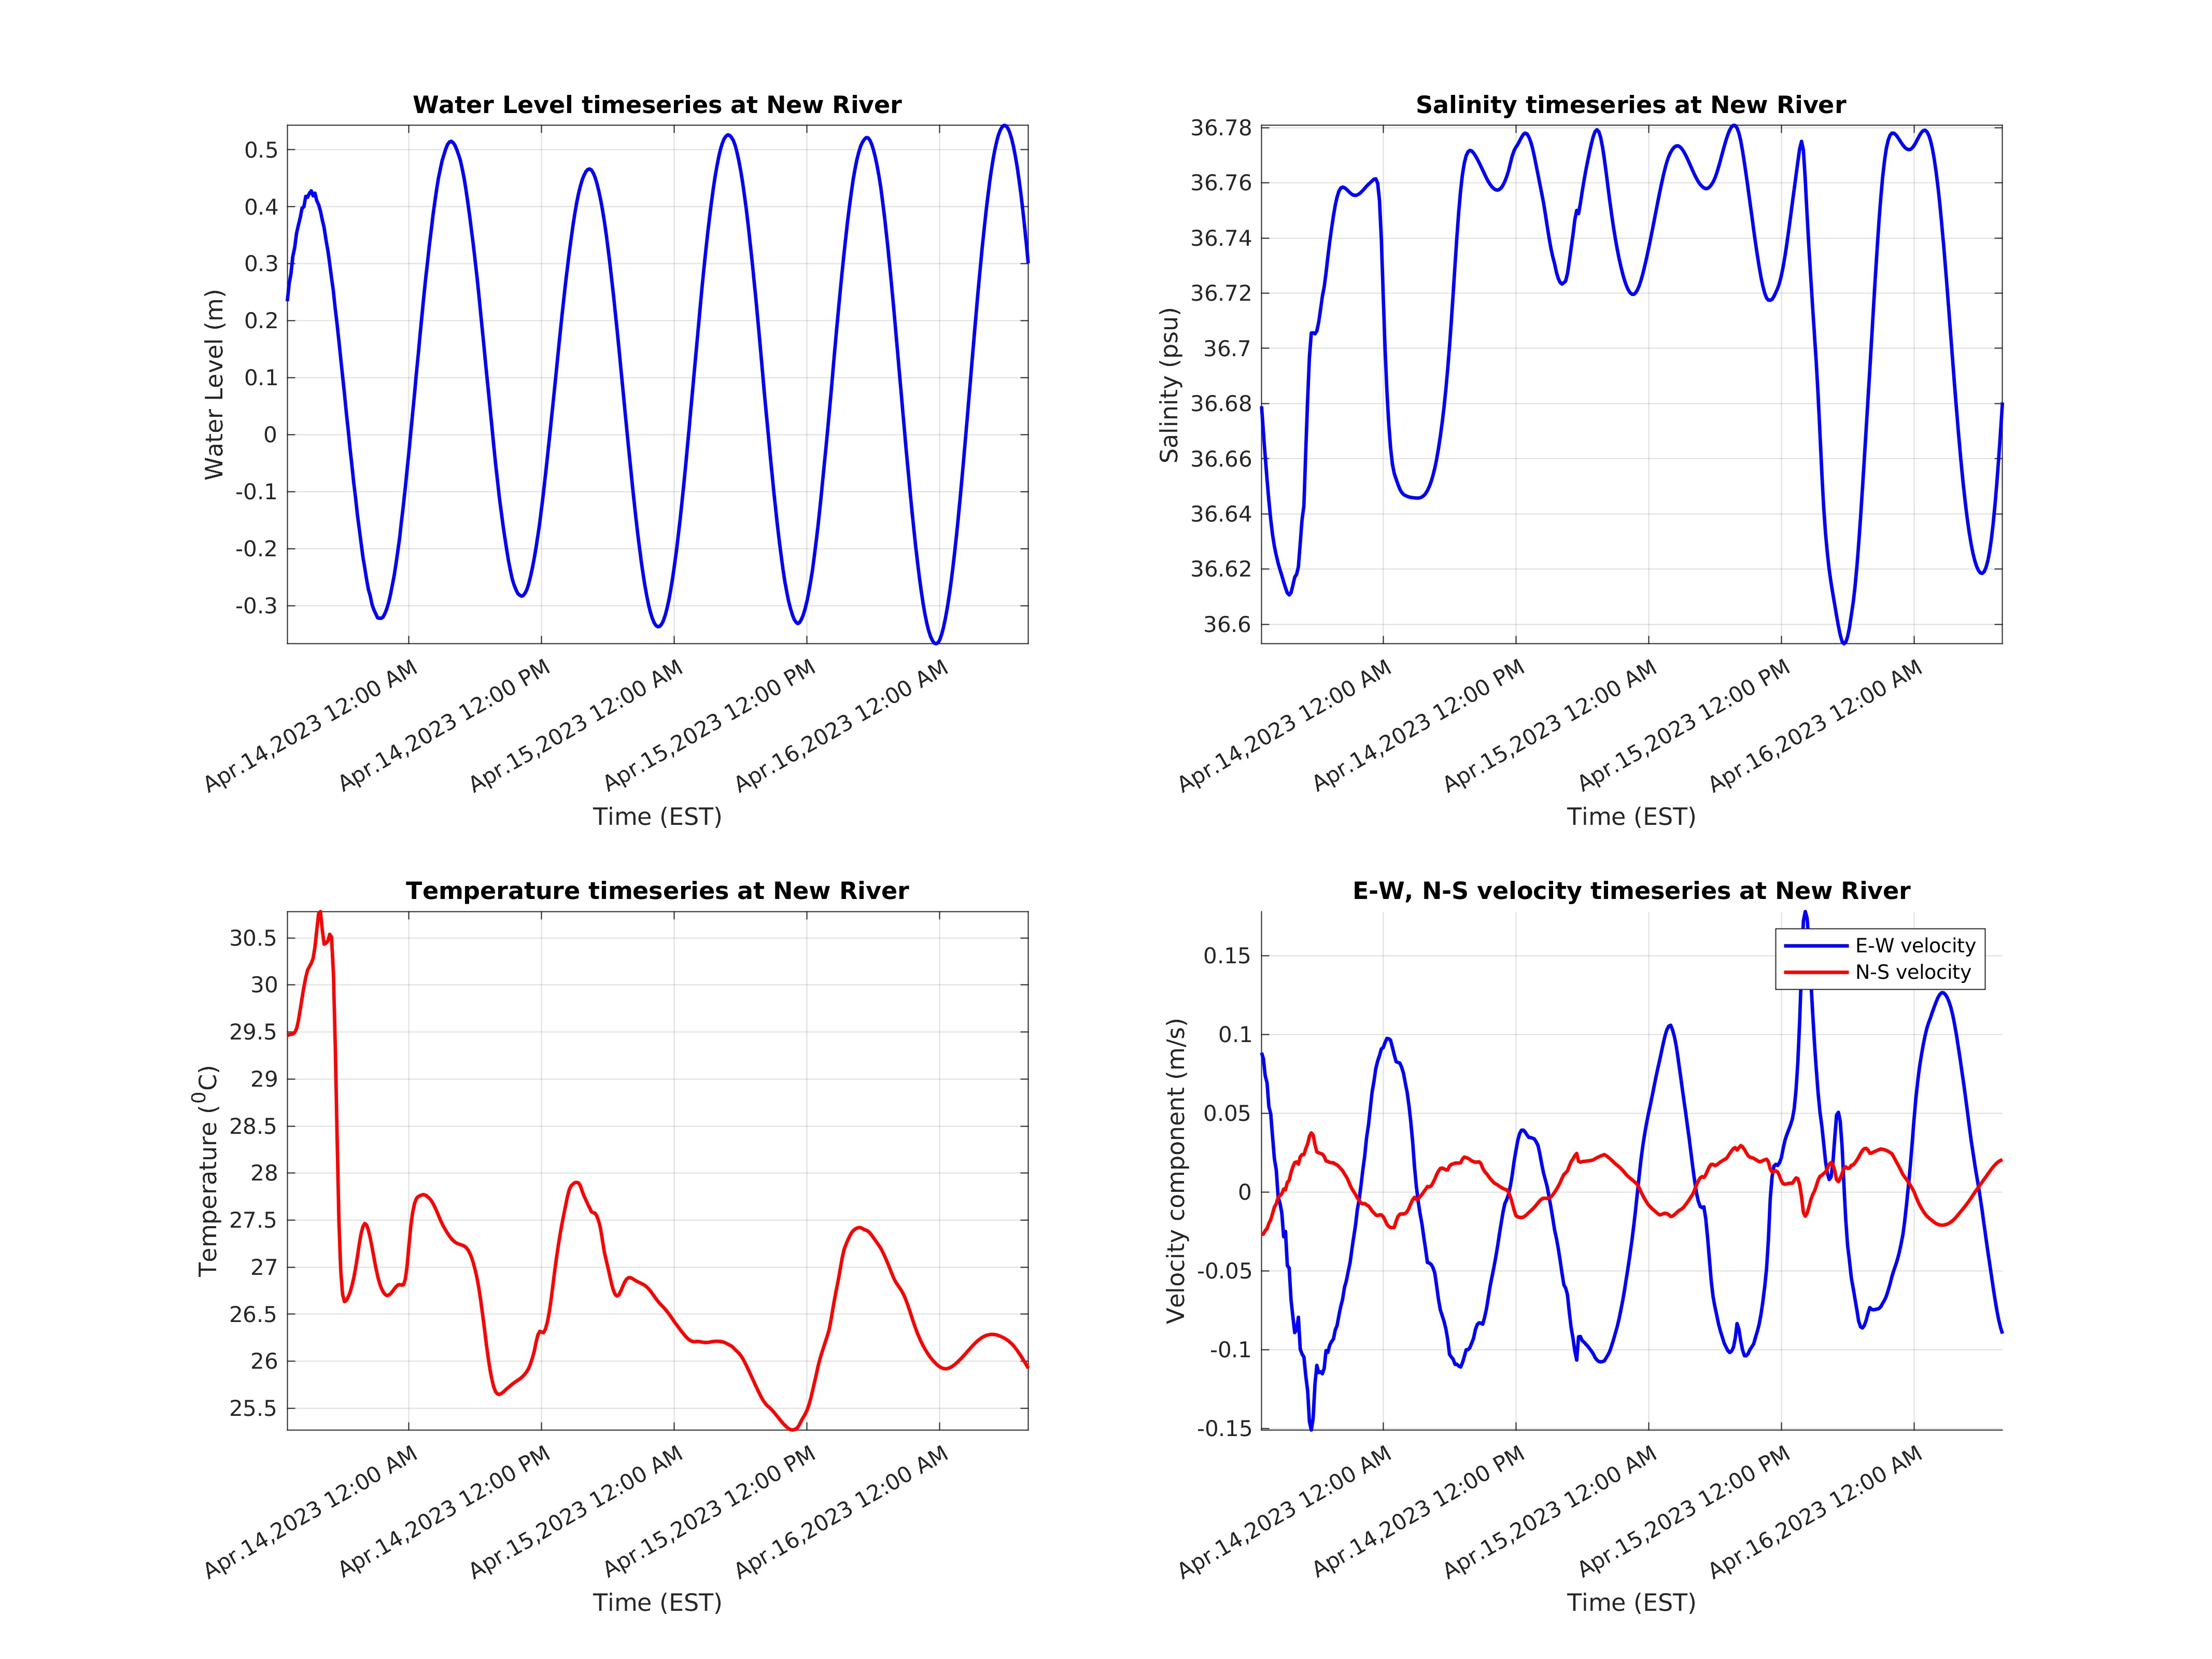 Water Level timeseries at New River
0.5
0.4
0.3
0.2
0.1
0
-0.1
-0.2
-0.3
Water Level (m)
Apr.14,2023 12:00 AM
Apr.14,2023 12:00 PM
Apr.15,2023 12:00 AM
Apr.15,2023 12:00 PM
Apr.16,2023 12:00 AM
Time (EST)
Salinity timeseries at New River
36.78
36.76
36.74
36.72
36.7
36.68
36.66
36.64
36.62
36.6
Salinity (psu)
Apr.14,2023 12:00 AM
Apr.14,2023 12:00 PM
Apr.15,2023 12:00 AM
Apr.15,2023 12:00 PM
Apr.16,2023 12:00 AM
Time (EST)
Temperature timeseries at New River
30.5
30
29.5
29
28.5
28
27.5
27
26.5
26
25.5
Temperature (⁰C)
Apr.14,2023 12:00 AM
Apr.14,2023 12:00 PM
Apr.15,2023 12:00 AM
Apr.15,2023 12:00 PM
Apr.16,2023 12:00 AM
Time (EST)
E-W, N-S velocity timeseries at New River
E-W velocity
N-S velocity
0.15
0.1
0.05
0
-0.05
-0.1
-0.15
Velocity component (m/s)
Apr.14,2023 12:00 AM
Apr.14,2023 12:00 PM
Apr.15,2023 12:00 AM
Apr.15,2023 12:00 PM
Apr.16,2023 12:00 AM
Time (EST)